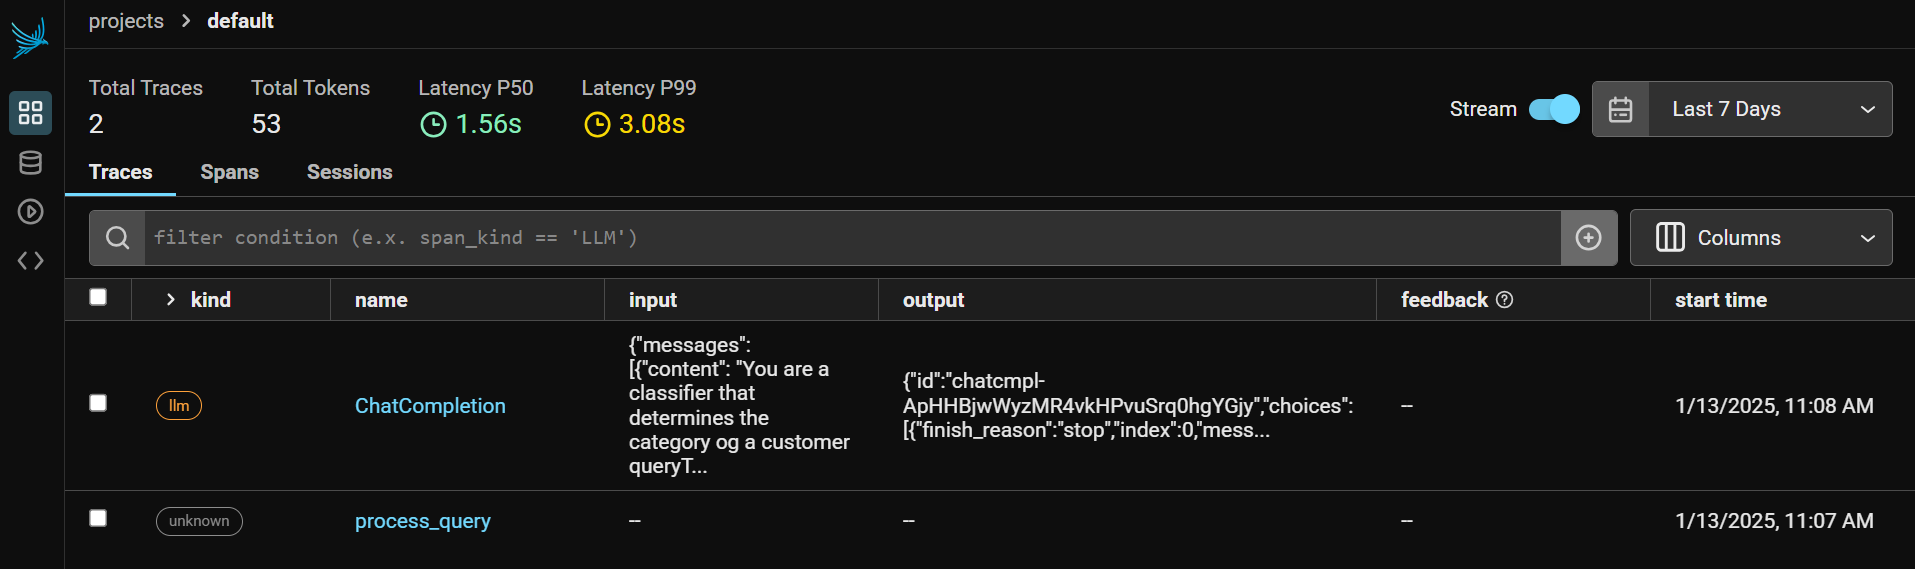 projects > default
Total Traces Total Tokens Latency P50 Latency P99
2 53 1.56s 3.08s
Stream Last 7 Days
Traces Spans Sessions
filter condition (e.x. span_kind == 'LLM')
Columns
kind name input output feedback start time
{"messages":
[{"content": "You are a
classifier that
determines the
category og a customer
queryT...
{"id":"chatcmpl-
ApHHBjwWyzMR4vkHPvuSrq0hgYGjy","choices":
[{"finish_reason":"stop","index":0,"mess...
llm ChatCompletion -- 1/13/2025, 11:08 AM
unknown process_query -- -- -- 1/13/2025, 11:07 AM